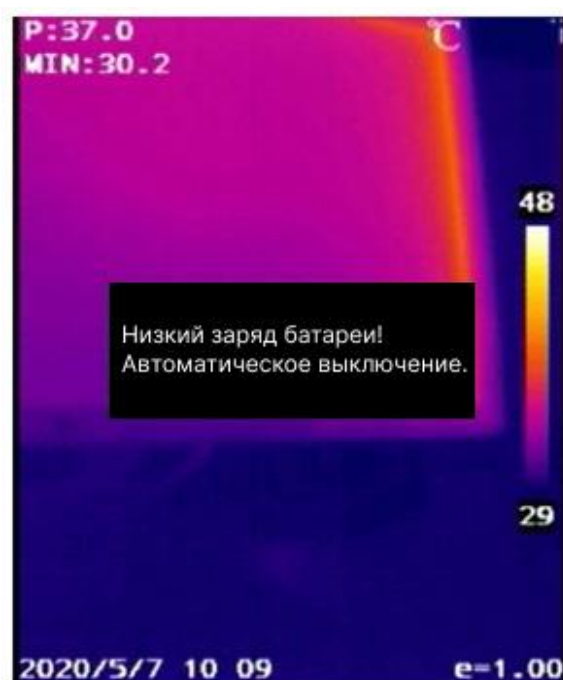 P:37.0 °C
MIN:30.2
48
Низкий заряд батареи!
Автоматическое выключение.
29
2020/5/7 10 09 e=1.00